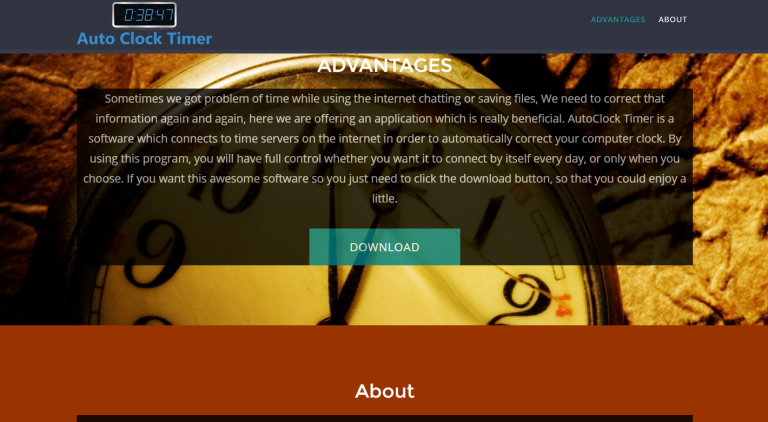 0:38:47
Auto Clock Timer
ADVANTAGES
ABOUT
ADVANTAGES
Sometimes we got problem of time while using the internet chatting or saving files, We need to correct that
information again and again, here we are offering an application which is really beneficial. AutoClock Timer is a
software which connects to time servers on the internet in order to automatically correct your computer clock. By
using this program, you will have full control whether you want it to connect by itself every day, or only when you
choose. If you want this awesome software so you just need to click the download button, so that you could enjoy a
little.
DOWNLOAD
9
8
2
14
About